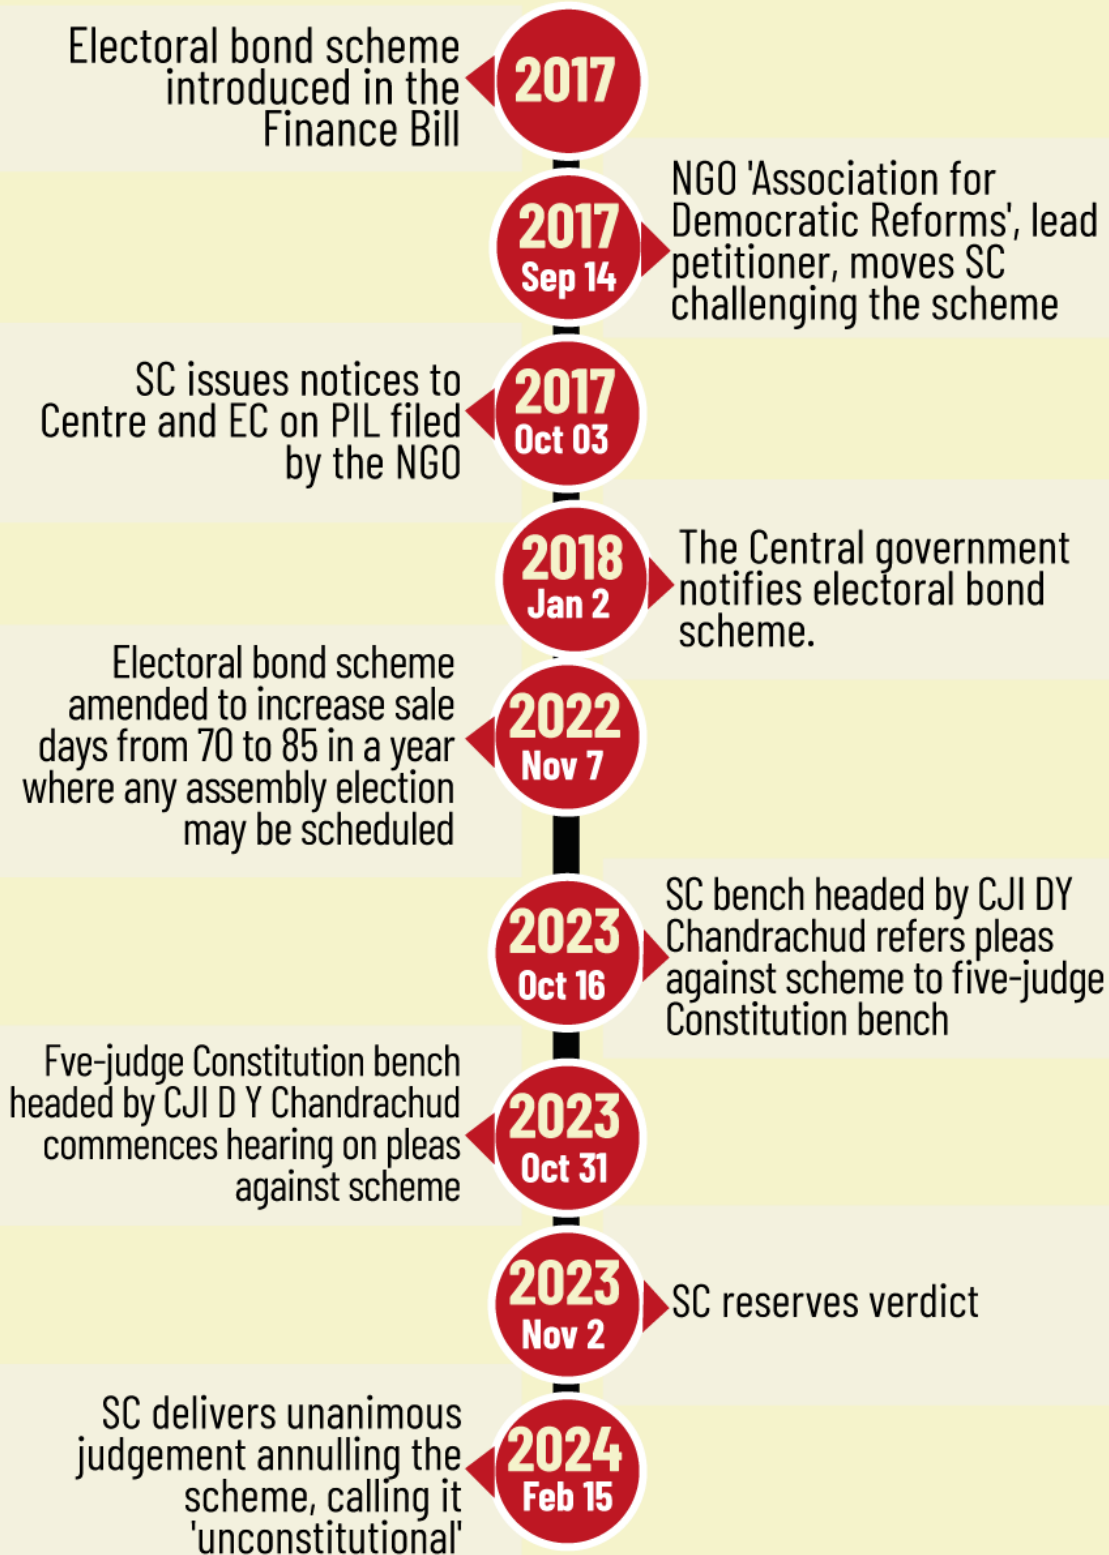 Electoral bond scheme
introduced in the
Finance Bill
2017
2017
Sep 14
NGO 'Association for
Democratic Reforms', lead
petitioner, moves SC
challenging the scheme
SC issues notices to
Centre and EC on PIL filed
by the NGO
2017
Oct 03
2018
Jan 2
The Central government
notifies electoral bond
scheme.
Electoral bond scheme
amended to increase sale
days from 70 to 85 in a year
where any assembly election
may be scheduled
2022
Nov 7
2023
Oct 16
SC bench headed by CJI DY
Chandrachud refers pleas
against scheme to five-judge
Constitution bench
Fve-judge Constitution bench
headed by CJI D Y Chandrachud
commences hearing on pleas
against scheme
2023
Oct 31
2023
Nov 2
SC reserves verdict
SC delivers unanimous
judgement annulling the
scheme, calling it
'unconstitutional'
2024
Feb 15